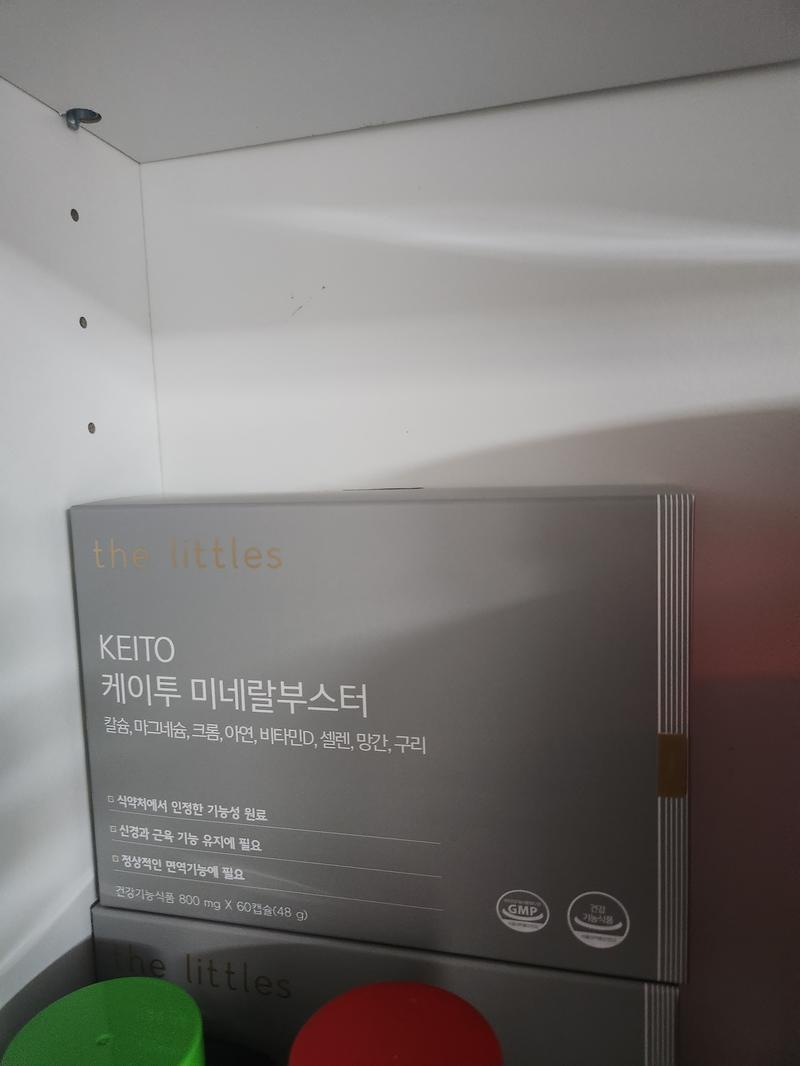 the littles
KEITO
케이투 미네랄부스터
칼슘, 마그네슘, 크롬, 아연, 비타민D, 셀렌, 망간, 구리
식약처에서 인정한 기능성 원료
신경과 근육 기능 유지에 필요
정상적인 면역기능에 필요
건강기능식품 800 mg X 60캡슐(48 g)
GMP
건강
기능식품
the littles